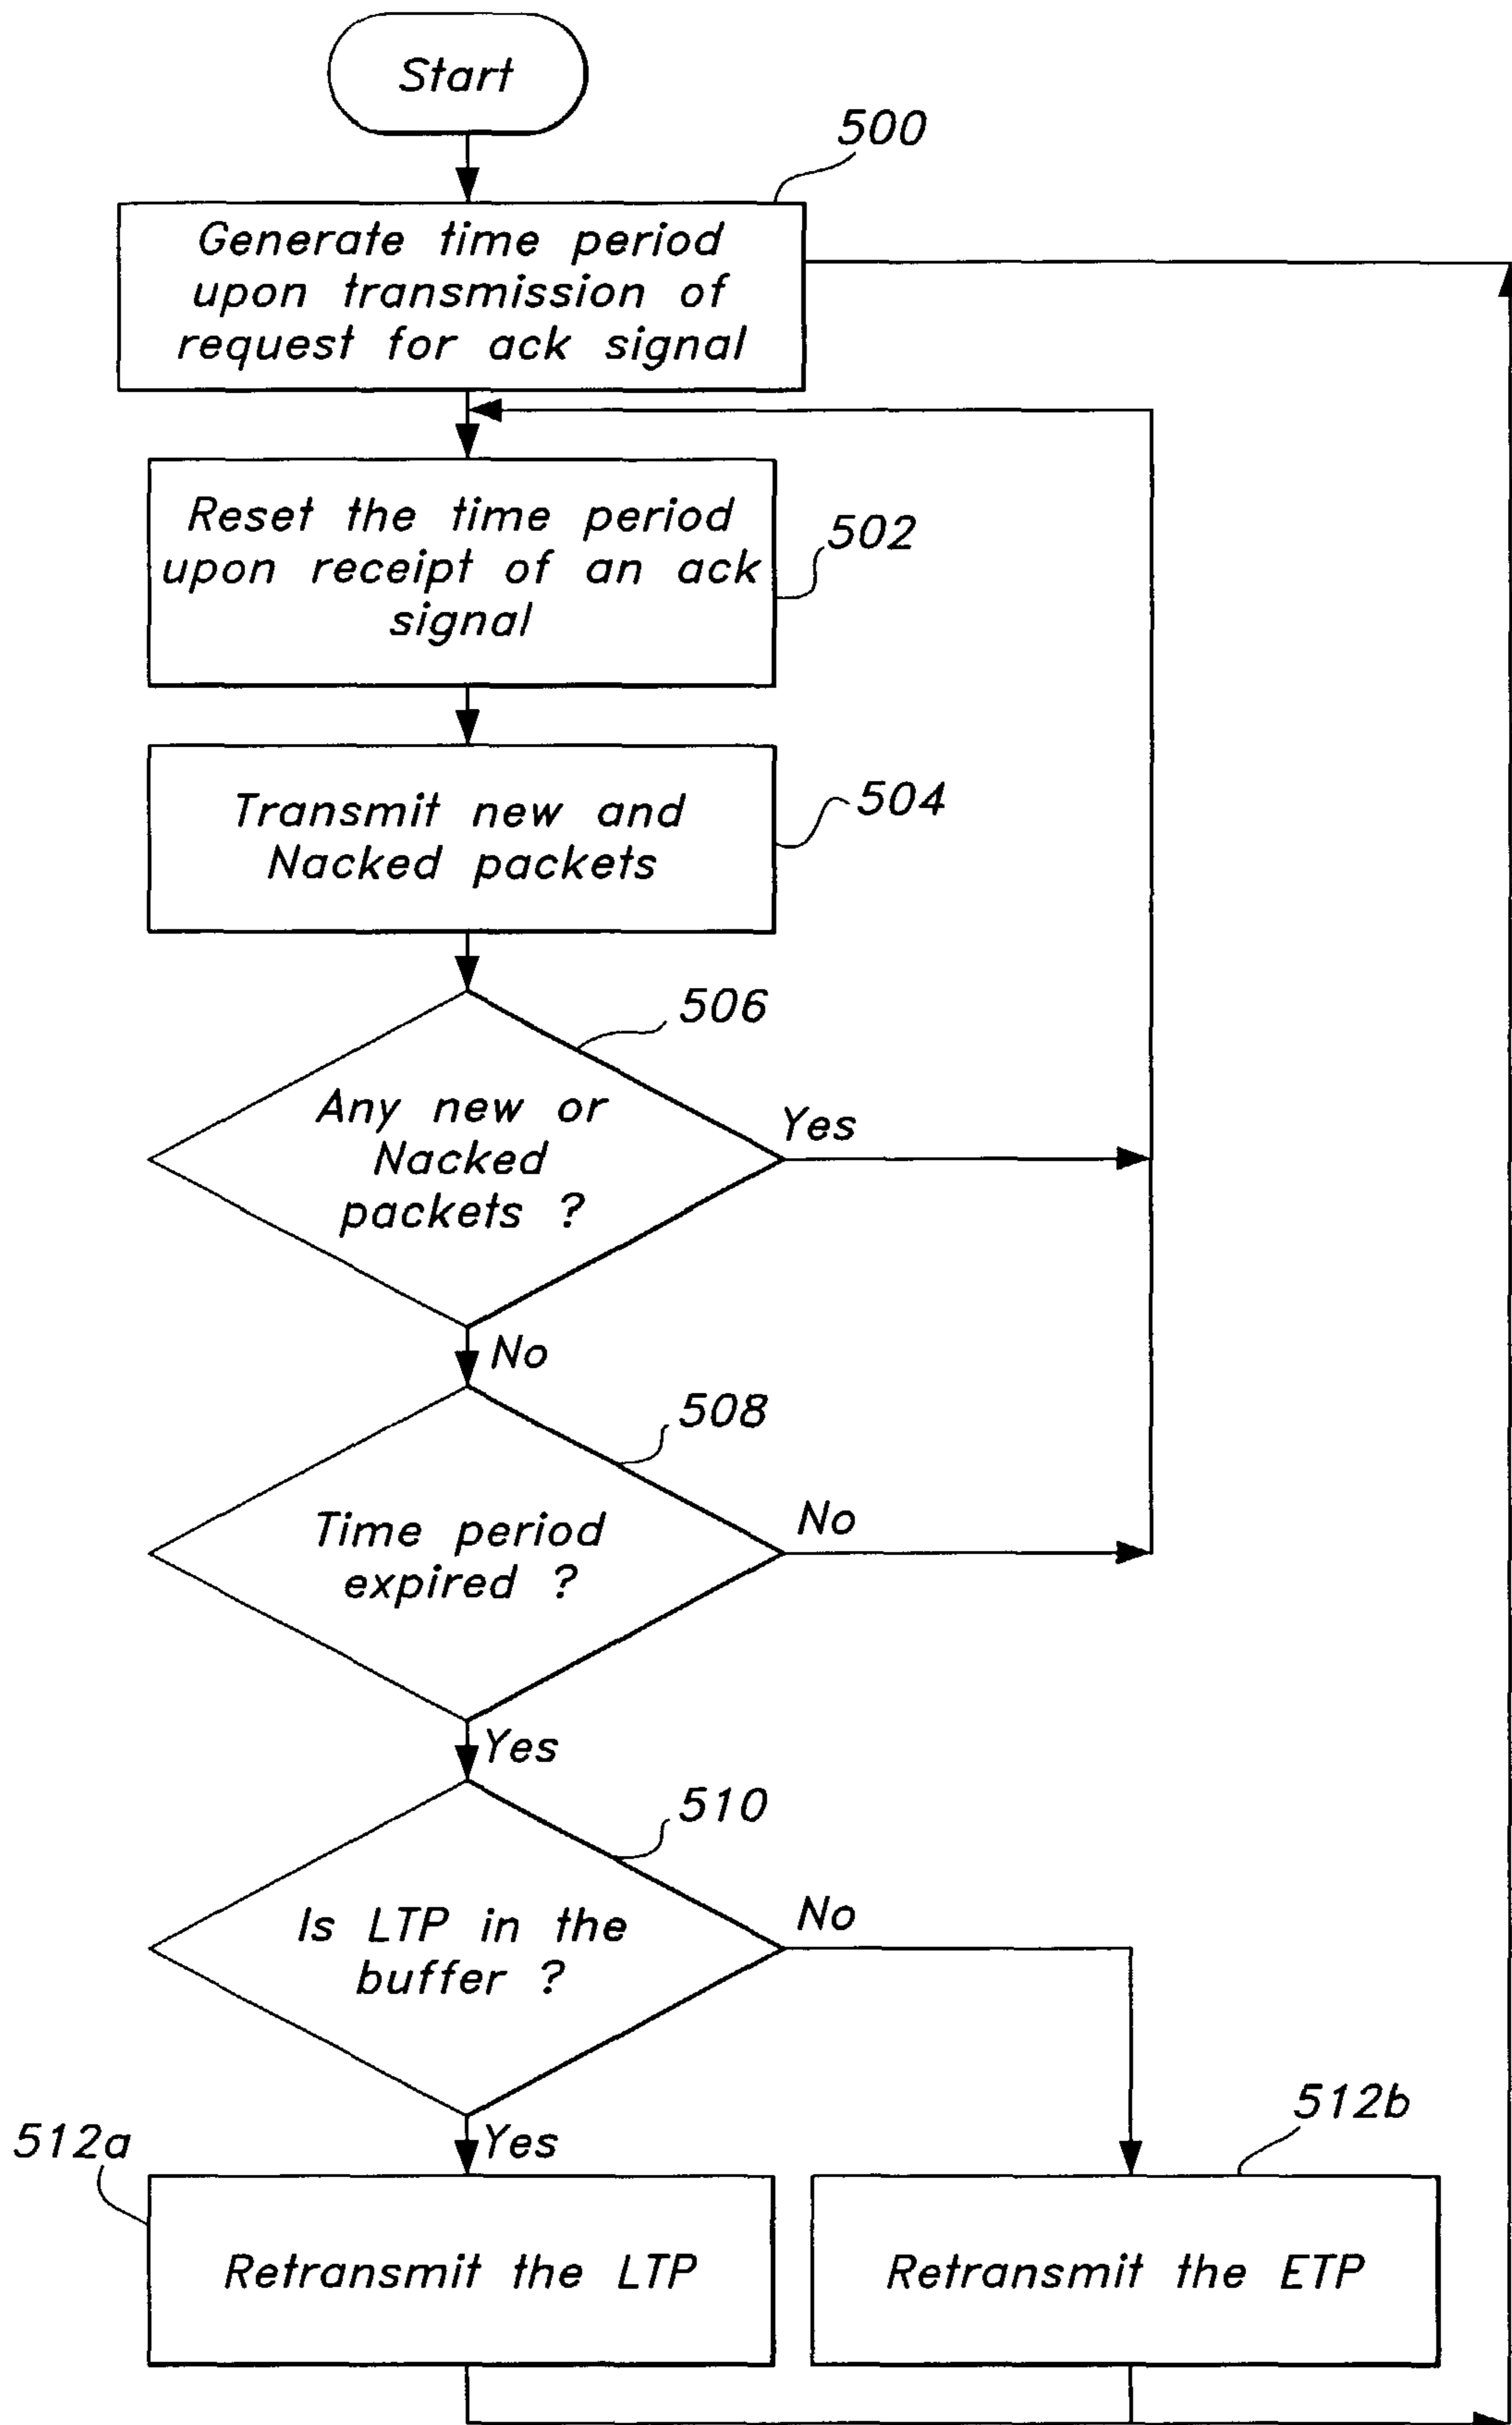 Start
500
Generate time period
upon transmission of
request for ack signal
Reset the time period
upon receipt of an ack
signal
502
Transmit new and
Nacked packets
504
506
Any new or
Nacked
packets ?
Yes
No
508
Time period
expired ?
No
Yes
510
Is LTP in the
buffer ?
No
Yes
512a
512b
Retransmit the LTP
Retransmit the ETP